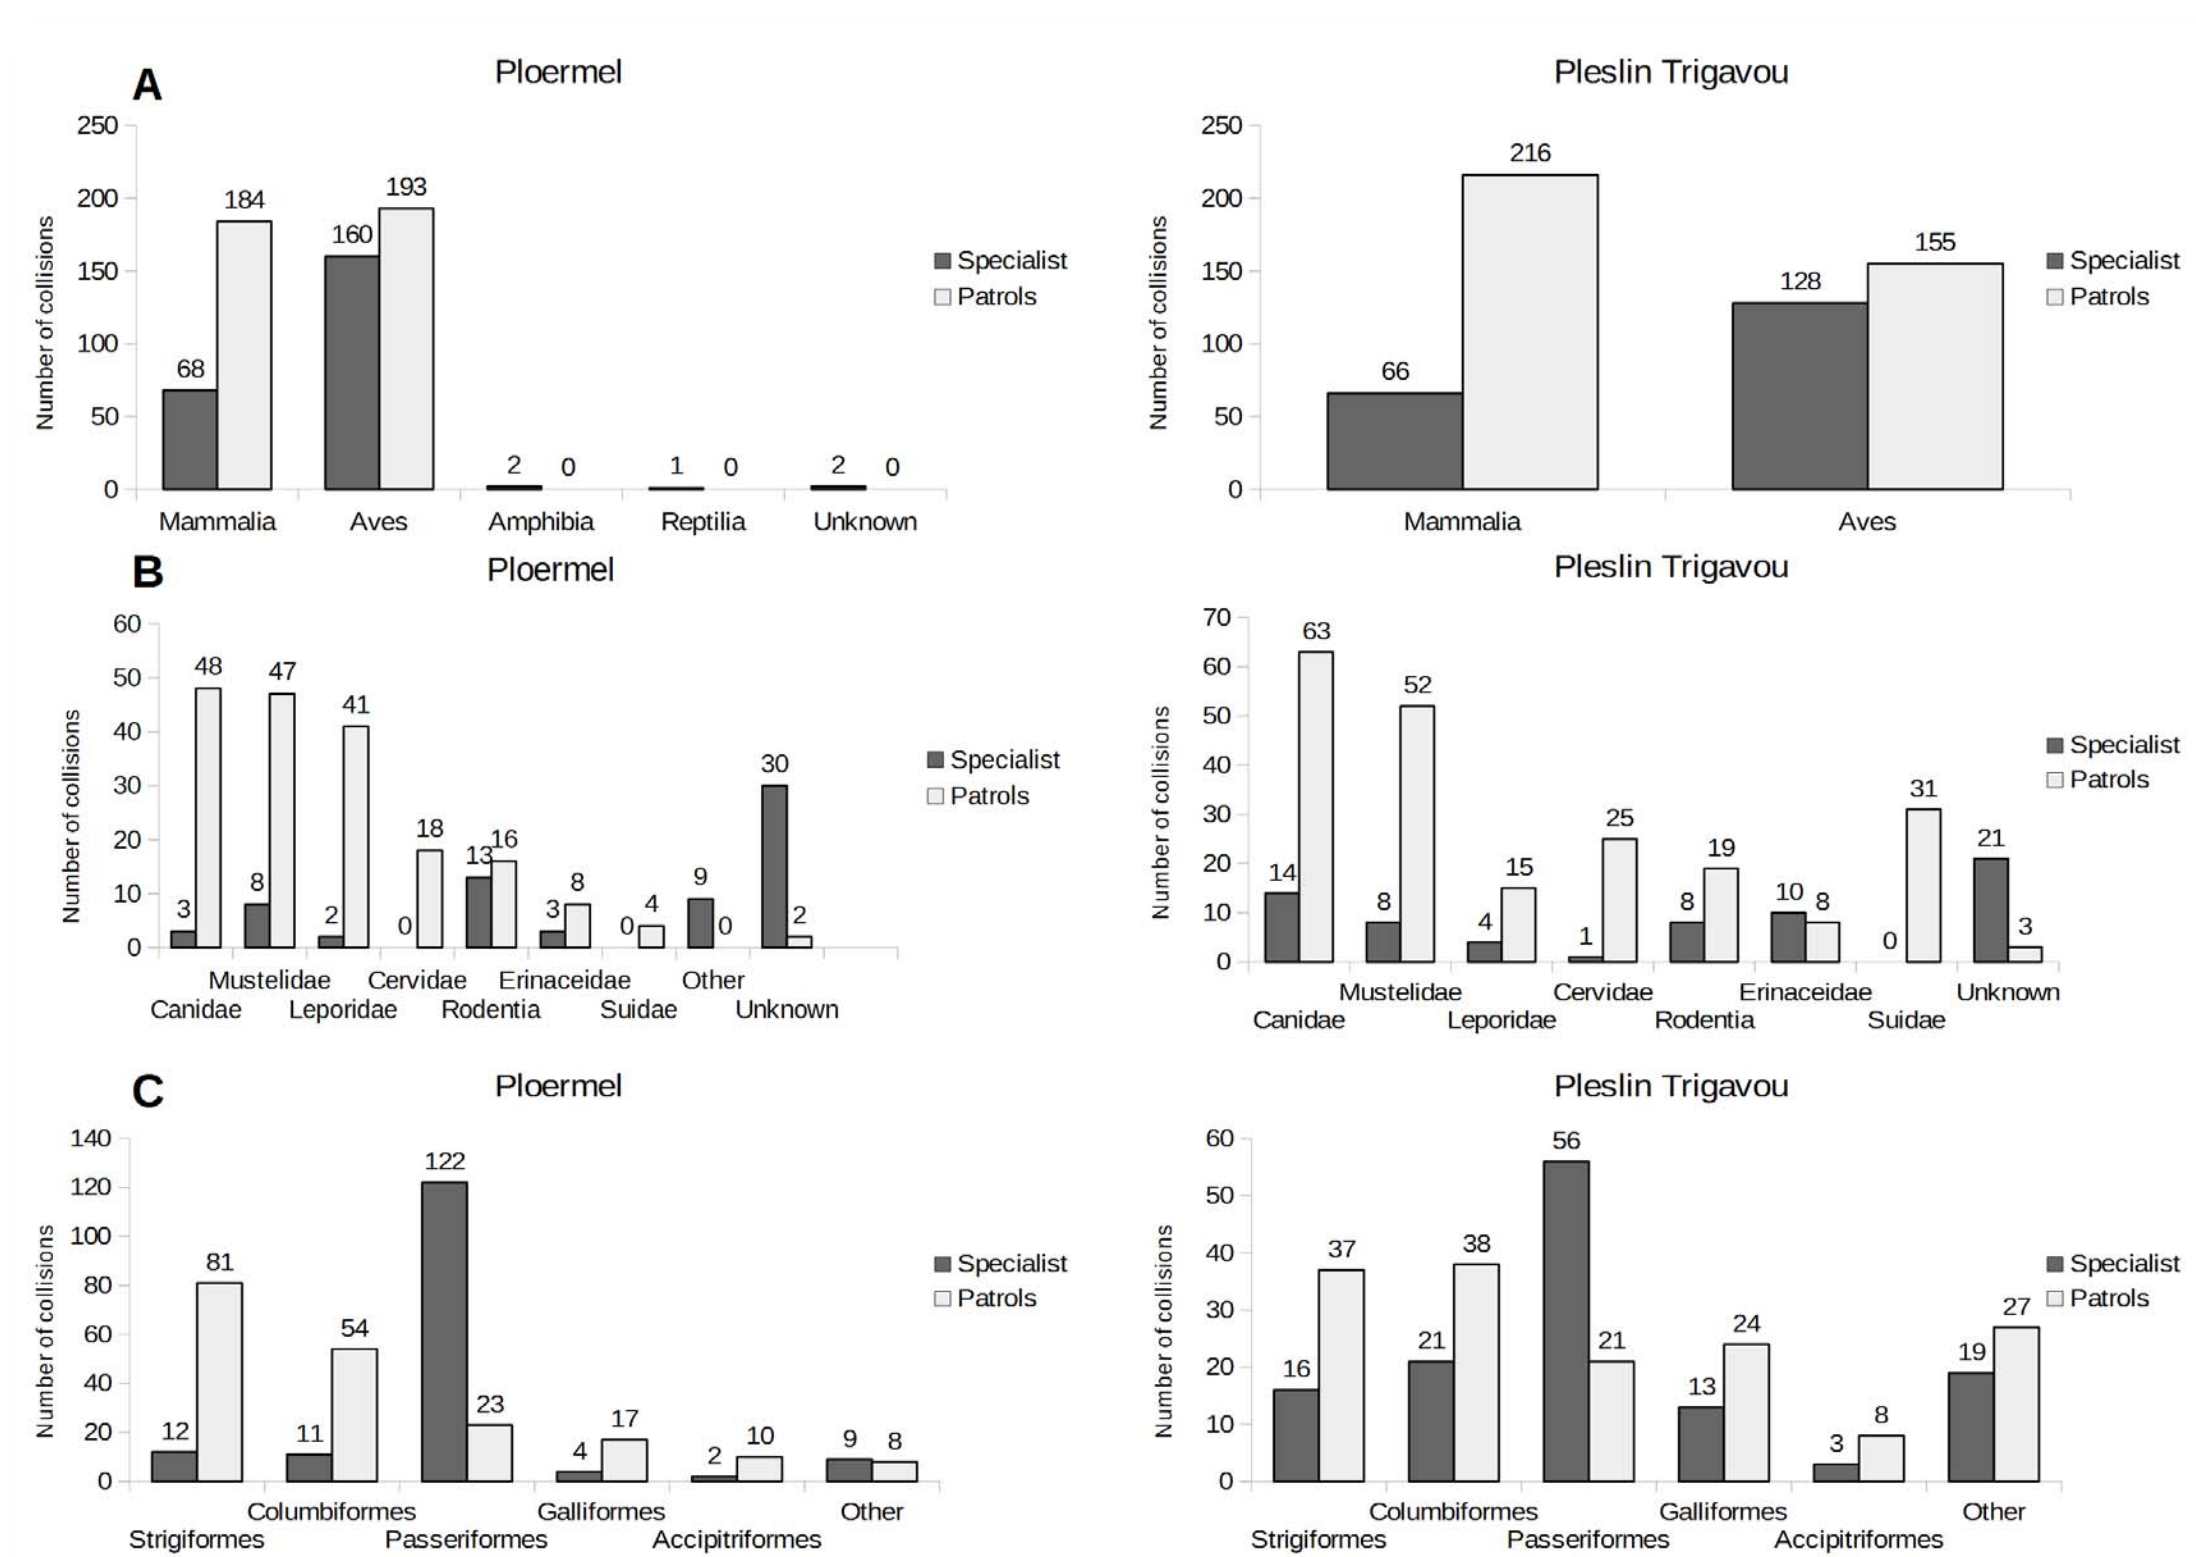 A
Ploermel
Number of collisions
250
200
150
100
50
0
68
184
160
193
2
0
1
0
2
0
Mammalia
Aves
Amphibia
Reptilia
Unknown
Specialist
Patrols
Pleslin Trigavou
Number of collisions
250
200
150
100
50
0
66
216
128
155
Mammalia
Aves
Specialist
Patrols
B
Ploermel
Number of collisions
60
50
40
30
20
10
0
3
48
8
47
2
41
0
18
13
16
3
8
0
4
9
0
30
2
Canidae
Mustelidae
Leporidae
Cervidae
Rodentia
Erinaceidae
Suidae
Other
Unknown
Specialist
Patrols
Pleslin Trigavou
Number of collisions
70
60
50
40
30
20
10
0
14
63
8
52
4
15
1
25
8
19
10
8
0
31
21
3
Canidae
Mustelidae
Leporidae
Cervidae
Rodentia
Erinaceidae
Suidae
Unknown
Specialist
Patrols
C
Ploermel
Number of collisions
140
120
100
80
60
40
20
0
12
81
11
54
122
23
4
17
2
10
9
8
Strigiformes
Columbiformes
Passeriformes
Galliformes
Accipitriformes
Other
Specialist
Patrols
Pleslin Trigavou
Number of collisions
60
50
40
30
20
10
0
16
37
21
38
56
21
13
24
3
8
19
27
Strigiformes
Columbiformes
Passeriformes
Galliformes
Accipitriformes
Other
Specialist
Patrols